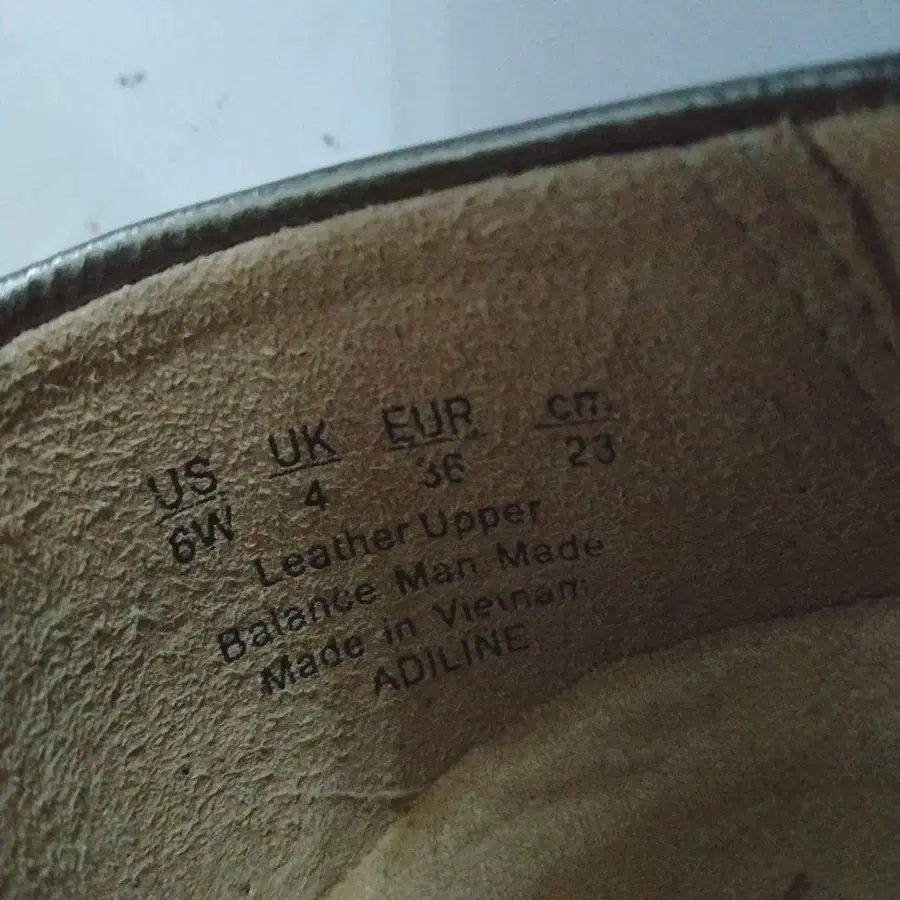 US UK EUR cm.
6W 4 36 23
Leather Upper
Balance Man Made
Made in Vietnam
ADILINE